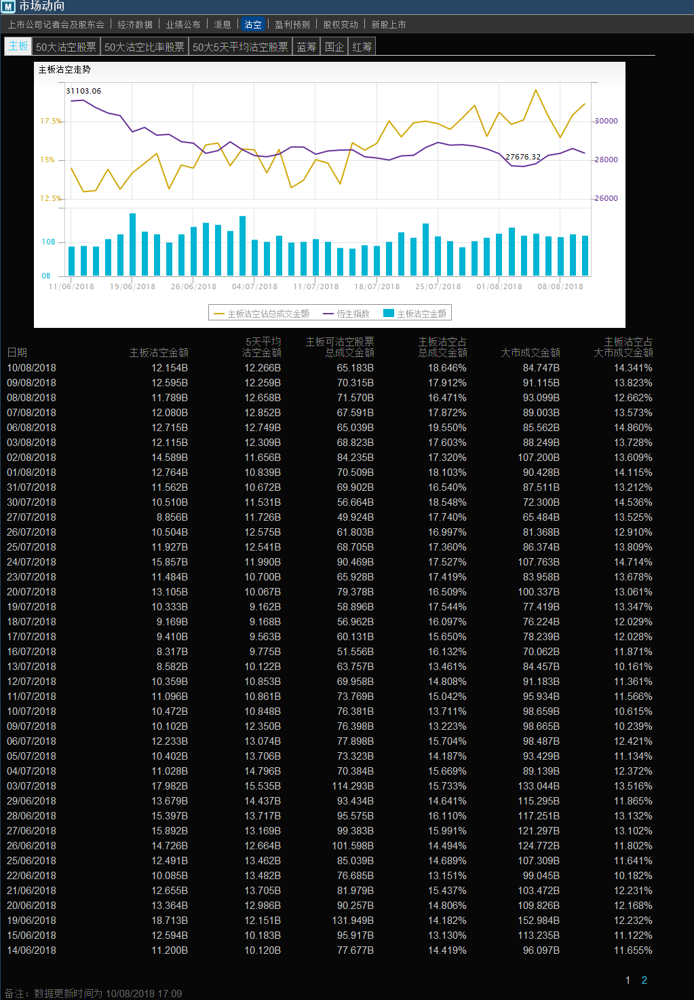 市场动向
上市公司记者会及股东会 | 经济数据 | 业绩公布 | 派息 | 沽空 | 盈利预测 | 股权变动 | 新股上市
主板 50大沽空股票 50大沽空比率股票 50大5天平均沽空股票 蓝筹 国企 红筹
主板沽空走势
31103.06
17.5% 30000
15% 27676.32 28000
12.5% 26000
10B
0B
11/06/2018 19/06/2018 26/06/2018 04/07/2018 11/07/2018 18/07/2018 25/07/2018 01/08/2018 08/08/2018
主板沽空佔总成交金额 恆生指数 主板沽空金额
5天平均 主板可沽空股票 主板沽空占 主板沽空占
日期 主板沽空金额 沽空金额 总成交金额 总成交金额 大市成交金额 大市成交金额
10/08/2018 12.154B 12.266B 65.183B 18.646% 84.747B 14.341%
09/08/2018 12.595B 12.259B 70.315B 17.912% 91.115B 13.823%
08/08/2018 11.789B 12.658B 71.570B 16.471% 93.099B 12.662%
07/08/2018 12.080B 12.852B 67.591B 17.872% 89.003B 13.573%
06/08/2018 12.715B 12.749B 65.039B 19.550% 85.562B 14.860%
03/08/2018 12.115B 12.309B 68.823B 17.603% 88.249B 13.728%
02/08/2018 14.589B 11.656B 84.235B 17.320% 107.200B 13.609%
01/08/2018 12.764B 10.839B 70.509B 18.103% 90.428B 14.115%
31/07/2018 11.562B 10.672B 69.902B 16.540% 87.511B 13.212%
30/07/2018 10.510B 11.531B 56.664B 18.548% 72.300B 14.536%
27/07/2018 8.856B 11.726B 49.924B 17.740% 65.484B 13.525%
26/07/2018 10.504B 12.575B 61.803B 16.997% 81.368B 12.910%
25/07/2018 11.927B 12.541B 68.705B 17.360% 86.374B 13.809%
24/07/2018 15.857B 11.990B 90.469B 17.527% 107.763B 14.714%
23/07/2018 11.484B 10.700B 65.928B 17.419% 83.958B 13.678%
20/07/2018 13.105B 10.067B 79.378B 16.509% 100.337B 13.061%
19/07/2018 10.333B 9.162B 58.896B 17.544% 77.419B 13.347%
18/07/2018 9.169B 9.168B 56.962B 16.097% 76.224B 12.029%
17/07/2018 9.410B 9.563B 60.131B 15.650% 78.239B 12.028%
16/07/2018 8.317B 9.775B 51.556B 16.132% 70.062B 11.871%
13/07/2018 8.582B 10.122B 63.757B 13.461% 84.457B 10.161%
12/07/2018 10.359B 10.853B 69.958B 14.808% 91.183B 11.361%
11/07/2018 11.096B 10.861B 73.769B 15.042% 95.934B 11.566%
10/07/2018 10.472B 10.848B 76.381B 13.711% 98.659B 10.615%
09/07/2018 10.102B 12.350B 76.398B 13.223% 98.665B 10.239%
06/07/2018 12.233B 13.074B 77.898B 15.704% 98.487B 12.421%
05/07/2018 10.402B 13.706B 73.323B 14.187% 93.429B 11.134%
04/07/2018 11.028B 14.796B 70.384B 15.669% 89.139B 12.372%
03/07/2018 17.982B 15.535B 114.293B 15.733% 133.044B 13.516%
29/06/2018 13.679B 14.437B 93.434B 14.641% 115.295B 11.865%
28/06/2018 15.397B 13.717B 95.575B 16.110% 117.251B 13.132%
27/06/2018 15.892B 13.169B 99.383B 15.991% 121.297B 13.102%
26/06/2018 14.726B 12.664B 101.598B 14.494% 124.772B 11.802%
25/06/2018 12.491B 13.462B 85.039B 14.689% 107.309B 11.641%
22/06/2018 10.085B 13.482B 76.685B 13.151% 99.045B 10.182%
21/06/2018 12.655B 13.705B 81.979B 15.437% 103.472B 12.231%
20/06/2018 13.364B 12.986B 90.257B 14.806% 109.826B 12.168%
19/06/2018 18.713B 12.151B 131.949B 14.182% 152.984B 12.232%
15/06/2018 12.594B 10.183B 95.917B 13.130% 113.235B 11.122%
14/06/2018 11.200B 10.120B 77.677B 14.419% 96.097B 11.655%
1 2
备注：数据更新时间为 10/08/2018 17:09